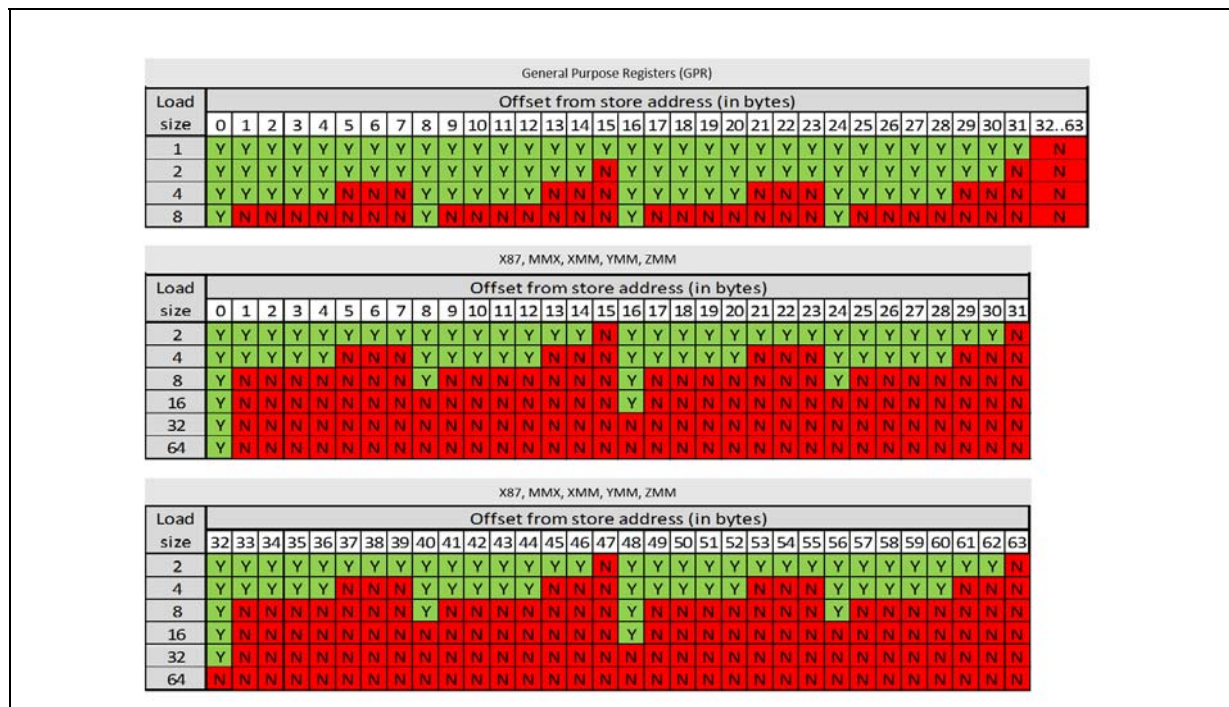 General Purpose Registers (GPR)
Load Offset from store address (in bytes)
size 0 1 2 3 4 5 6 7 8 9 10 11 12 13 14 15 16 17 18 19 20 21 22 23 24 25 26 27 28 29 30 31 32..63
1 Y Y Y Y Y Y Y Y Y Y Y Y Y Y Y Y Y Y Y Y Y Y Y Y Y Y Y Y Y Y Y Y N
2 Y Y Y Y Y Y Y Y Y Y Y Y Y Y Y N Y Y Y Y Y Y Y Y Y Y Y Y Y Y Y N N
4 Y Y Y Y Y N N N Y Y Y Y Y N N N Y Y Y Y Y N N N Y Y Y Y Y N N N N
8 Y N N N N N N N Y N N N N N N N Y N N N N N N N Y N N N N N N N N
X87, MMX, XMM, YMM, ZMM
Load Offset from store address (in bytes)
size 0 1 2 3 4 5 6 7 8 9 10 11 12 13 14 15 16 17 18 19 20 21 22 23 24 25 26 27 28 29 30 31
2 Y Y Y Y Y Y Y Y Y Y Y Y Y Y Y N Y Y Y Y Y Y Y Y Y Y Y Y Y Y Y N
4 Y Y Y Y Y N N N Y Y Y Y Y N N N Y Y Y Y Y N N N Y Y Y Y Y N N N
8 Y N N N N N N N Y N N N N N N N Y N N N N N N N Y N N N N N N N
16 Y N N N N N N N N N N N N N N N Y N N N N N N N N N N N N N N N
32 Y N N N N N N N N N N N N N N N N N N N N N N N N N N N N N N N
64 Y N N N N N N N N N N N N N N N N N N N N N N N N N N N N N N N
X87, MMX, XMM, YMM, ZMM
Load Offset from store address (in bytes)
size 32 33 34 35 36 37 38 39 40 41 42 43 44 45 46 47 48 49 50 51 52 53 54 55 56 57 58 59 60 61 62 63
2 Y Y Y Y Y Y Y Y Y Y Y Y Y Y Y N Y Y Y Y Y Y Y Y Y Y Y Y Y Y Y N
4 Y Y Y Y Y N N N Y Y Y Y Y N N N Y Y Y Y Y N N N Y Y Y Y Y N N N
8 Y N N N N N N N Y N N N N N N N Y N N N N N N N Y N N N N N N N
16 Y N N N N N N N N N N N N N N N Y N N N N N N N N N N N N N N N
32 Y N N N N N N N N N N N N N N N N N N N N N N N N N N N N N N N
64 N N N N N N N N N N N N N N N N N N N N N N N N N N N N N N N N